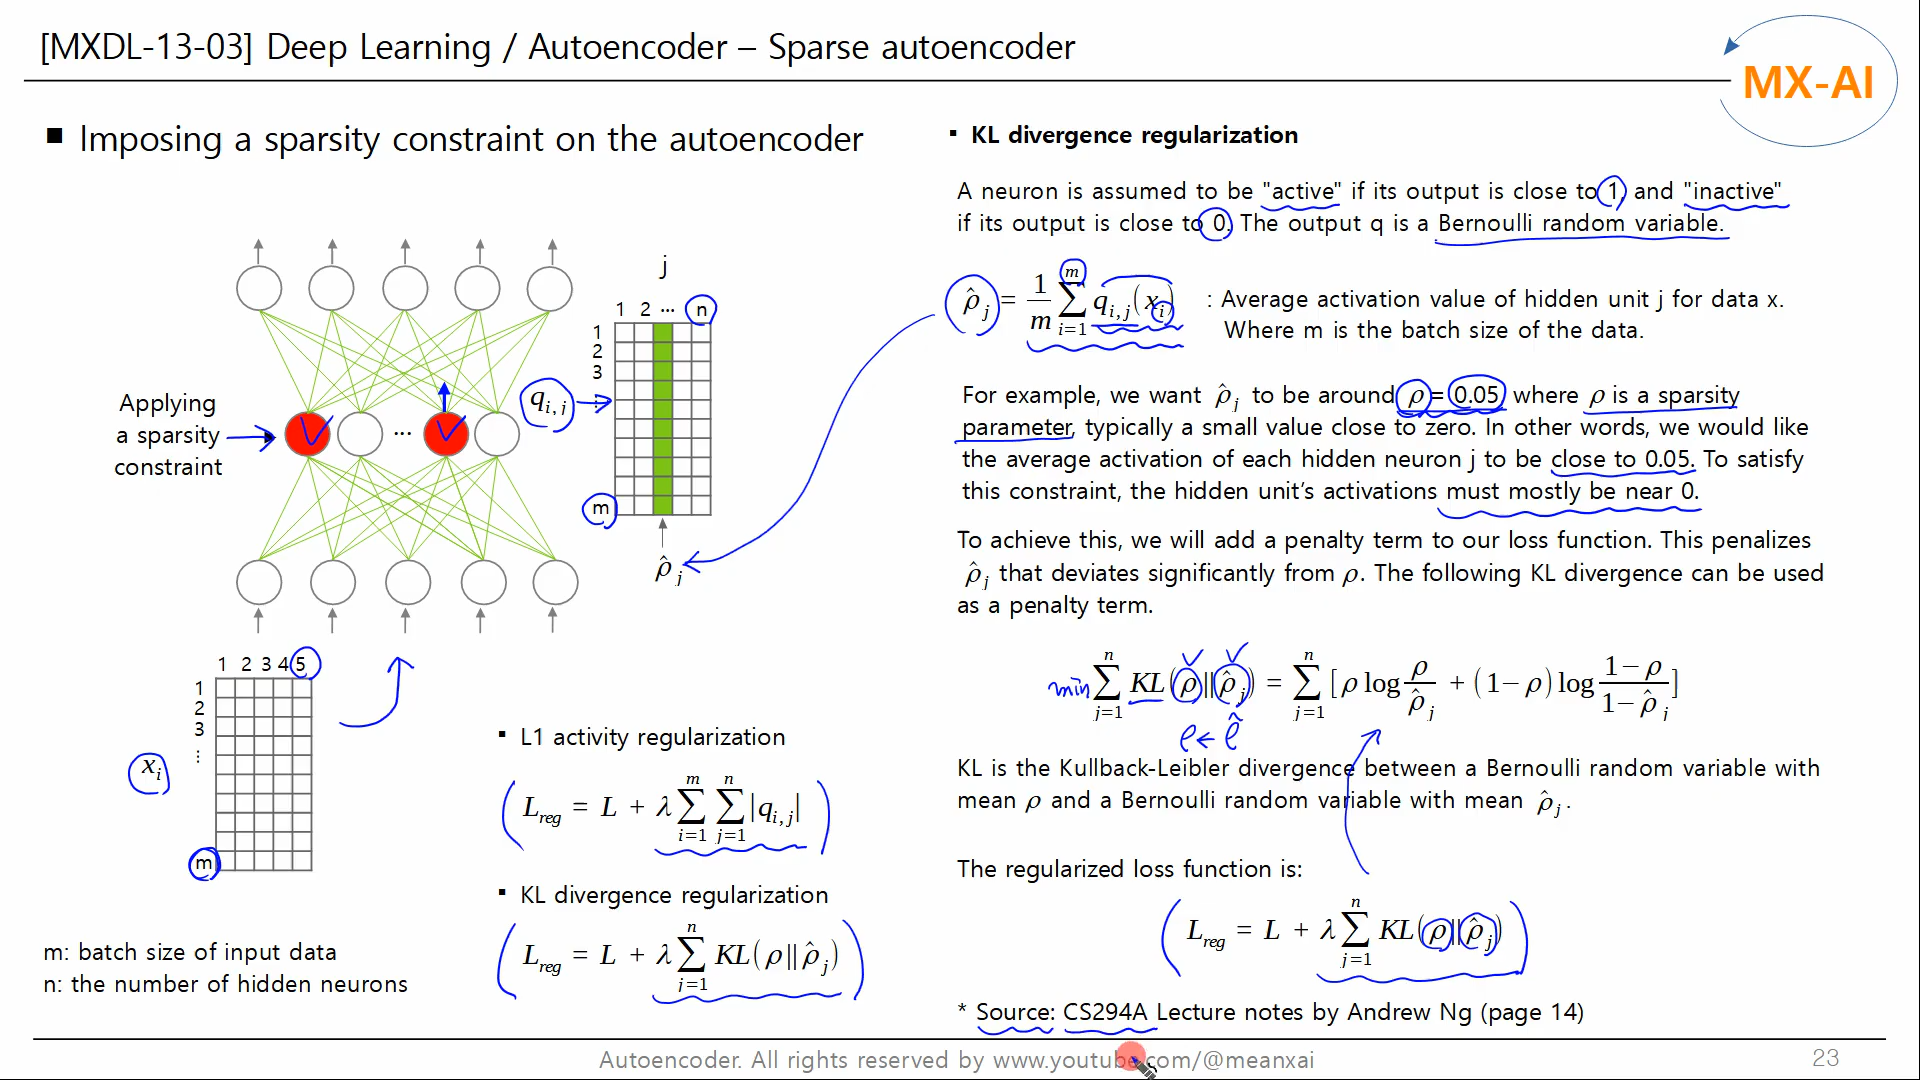 [MXDL-13-03] Deep Learning / Autoencoder – Sparse autoencoder
MX-AI
■ Imposing a sparsity constraint on the autoencoder
Applying
a sparsity
constraint
j
1 2 ... n
1
2
3
⋮
m
q_{i,j}
ρ̂_j
1 2 3 4 5
1
2
3
⋮
m
x_i
m: batch size of input data
n: the number of hidden neurons
▪ L1 activity regularization
L_{reg} = L + λ ∑_{i=1}^{m} ∑_{j=1}^{n} |q_{i,j}|
▪ KL divergence regularization
L_{reg} = L + λ ∑_{j=1}^{n} KL(ρ||ρ̂_j)
▪ KL divergence regularization
A neuron is assumed to be "active" if its output is close to 1, and "inactive"
if its output is close to 0. The output q is a Bernoulli random variable.
ρ̂_j = 1/m ∑_{i=1}^{m} q_{i,j}(x_i) : Average activation value of hidden unit j for data x.
Where m is the batch size of the data.
For example, we want ρ̂_j to be around ρ = 0.05, where ρ is a sparsity
parameter, typically a small value close to zero. In other words, we would like
the average activation of each hidden neuron j to be close to 0.05. To satisfy
this constraint, the hidden unit's activations must mostly be near 0.
To achieve this, we will add a penalty term to our loss function. This penalizes
ρ̂_j that deviates significantly from ρ. The following KL divergence can be used
as a penalty term.
min ∑_{j=1}^{n} KL(ρ||ρ̂_j) = ∑_{j=1}^{n} [ρ log ρ/ρ̂_j + (1−ρ) log (1−ρ)/(1−ρ̂_j)]
ρ ← ρ̂
KL is the Kullback-Leibler divergence between a Bernoulli random variable with
mean ρ and a Bernoulli random variable with mean ρ̂_j.
The regularized loss function is:
L_{reg} = L + λ ∑_{j=1}^{n} KL(ρ||ρ̂_j)
* Source: CS294A Lecture notes by Andrew Ng (page 14)
Autoencoder. All rights reserved by www.youtube.com/@meanxai
23